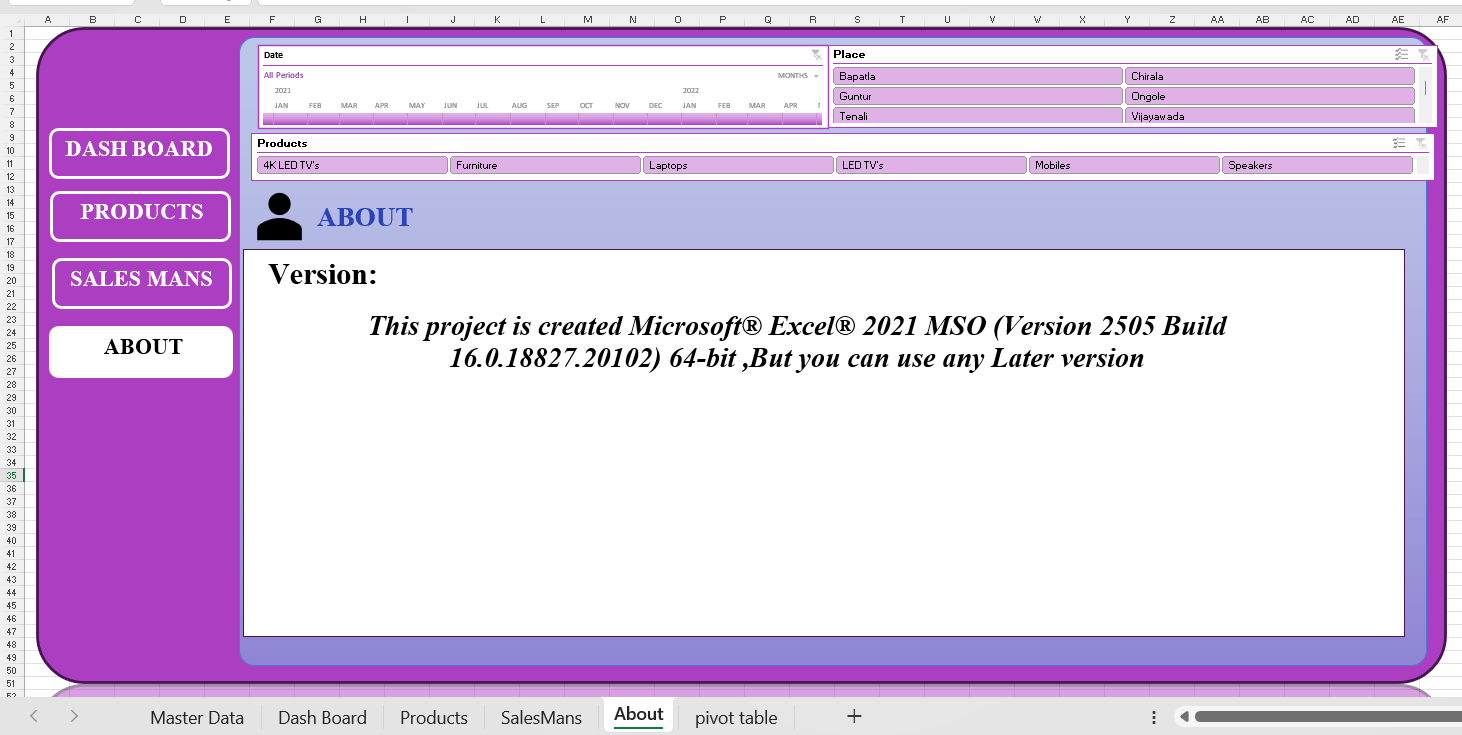 A B C D E F G H I J K L M N O P Q R S T U V W X Y Z AA AB AC AD AE AF
1
2
3
4
5
6
7
8
9
10
11
12
13
14
15
16
17
18
19
20
21
22
23
24
25
26
27
28
29
30
31
32
33
34
35
36
37
38
39
40
41
42
43
44
45
46
47
48
49
50
51
52
DASH BOARD
PRODUCTS
SALES MANS
ABOUT
Date
All Periods MONTHS
2021 2022
JAN FEB MAR APR MAY JUN JUL AUG SEP OCT NOV DEC JAN FEB MAR APR
Place
Bapatla Chirala
Guntur Ongole
Tenali Vijayawada
Products
4K LED TV's Furniture Laptops LED TV's Mobiles Speakers
ABOUT
Version:
This project is created Microsoft® Excel® 2021 MSO (Version 2505 Build
16.0.18827.20102) 64-bit ,But you can use any Later version
Master Data Dash Board Products SalesMans About pivot table